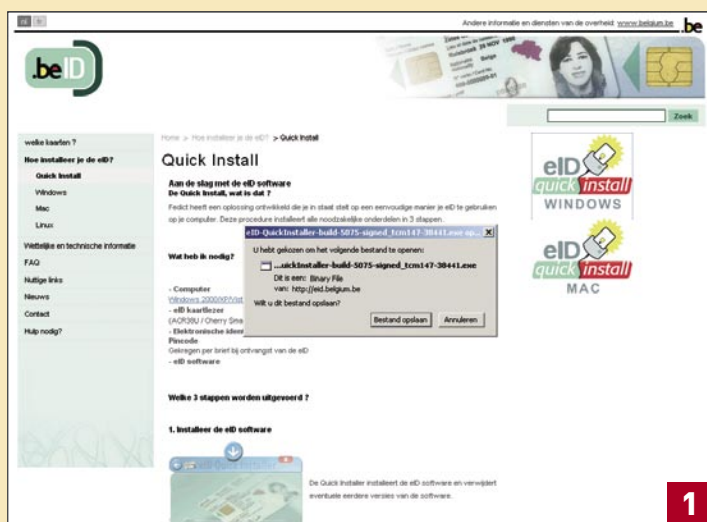 nl fr
Andere informatie en diensten van de overheid: www.belgium.be
.be
.beID
Zoek
welke kaarten ?
Hoe installeer je de eID?
Quick Install
Windows
Mac
Linux
Wettelijke en technische informatie
FAQ
Nuttige links
Nieuws
Contact
Hulp nodig?
Home > Hoe installeer je de eID? > Quick Install
Quick Install
Aan de slag met de eID software
De Quick Install, wat is dat ?
Fedict heeft een oplossing ontwikkeld die je in staat stelt op een eenvoudige manier je eID te gebruiken
op je computer. Deze procedure installeert alle noodzakelijke onderdelen in 3 stappen.
Wat heb ik nodig?
- Computer
Windows 2000/XP/Vist
- eID kaartlezer
(ACR38U / Cherry Sma
- Elektronische iden
Pincode
Gekregen per brief bij ontvangst van de eID
- eID software
eID-QuickInstaller-build-5075-signed_tcm147-38441.exe op...
U hebt gekozen om het volgende bestand te openen:
...uickInstaller-build-5075-signed_tcm147-38441.exe
Dit is een: Binary File
van: http://eid.belgium.be
Wilt u dit bestand opslaan?
Bestand opslaan
Annuleren
Welke 3 stappen worden uitgevoerd ?
1. Installeer de eID software
De Quick Installer installeert de eID software en verwijdert
eventuele eerdere versies van de software.
eID
quick install
WINDOWS
eID
quick install
MAC
1